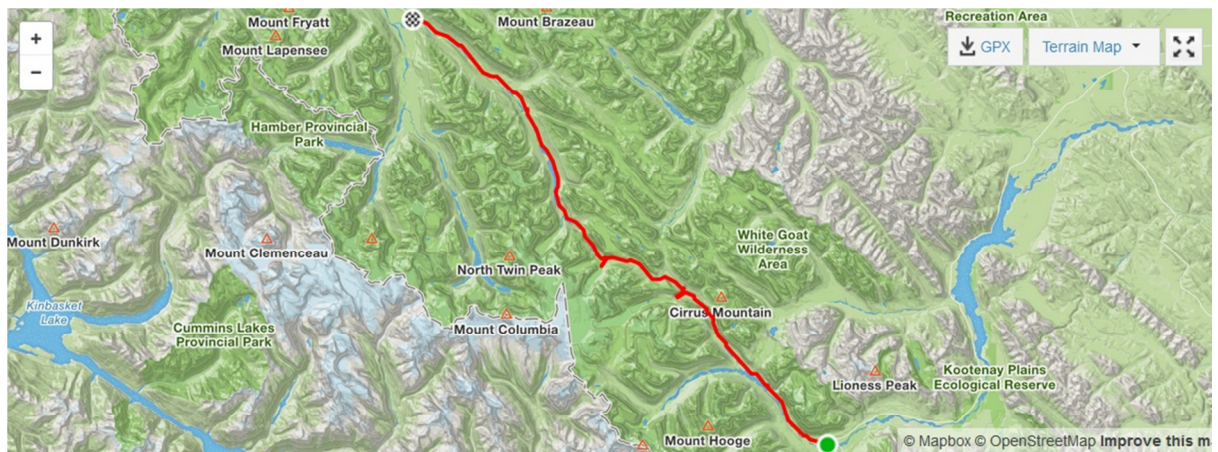 Mount Fryatt
Mount Brazeau
Recreation Area
+
−
Mount Lapensee
GPX
Terrain Map
Hamber Provincial
Park
Mount Dunkirk
Mount Clemenceau
North Twin Peak
White Goat
Wilderness
Area
Kinbasket
Lake
Cummins Lakes
Provincial Park
Mount Columbia
Cirrus Mountain
Lioness Peak
Kootenay Plains
Ecological Reserve
Mount Hooge
© Mapbox © OpenStreetMap Improve this m